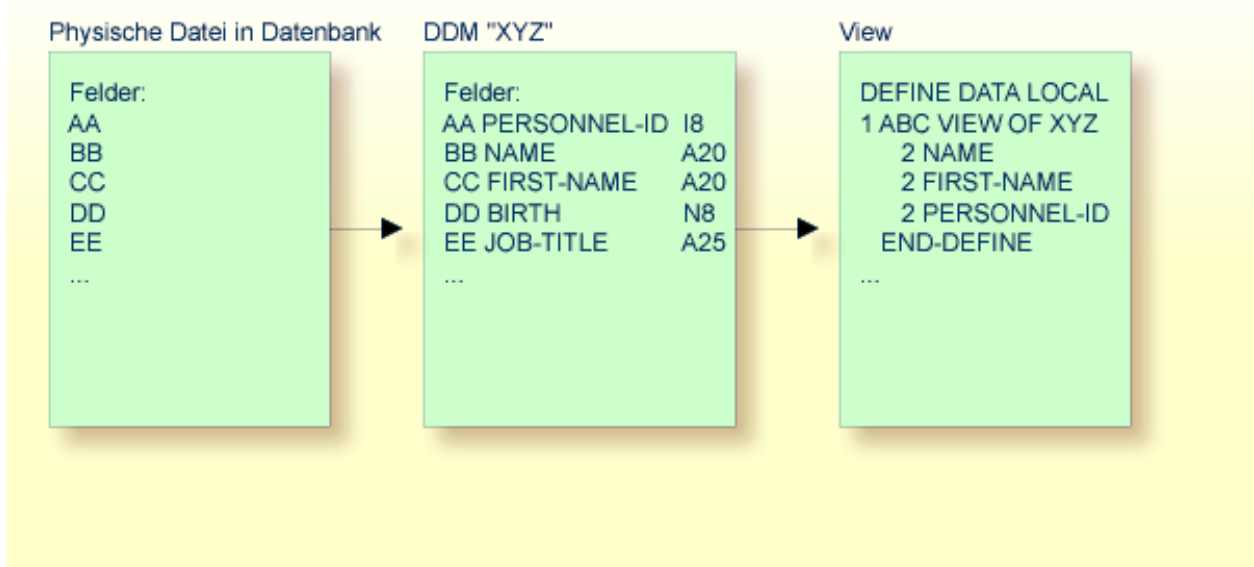 Physische Datei in Datenbank
Felder:
AA
BB
CC
DD
EE
...
DDM "XYZ"
Felder:
AA PERSONNEL-ID I8
BB NAME A20
CC FIRST-NAME A20
DD BIRTH N8
EE JOB-TITLE A25
...
View
DEFINE DATA LOCAL
1 ABC VIEW OF XYZ
2 NAME
2 FIRST-NAME
2 PERSONNEL-ID
END-DEFINE
...